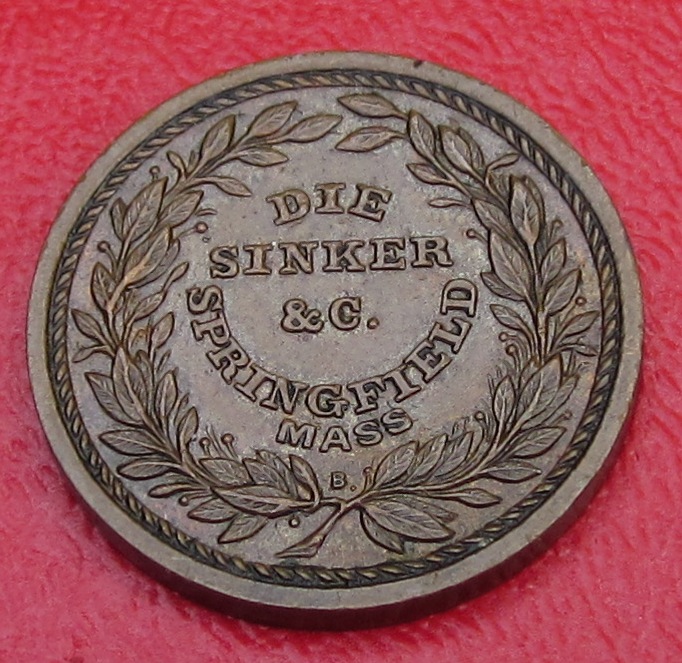 DIE
SINKER
&C.
SPRINGFIELD
MASS
B.